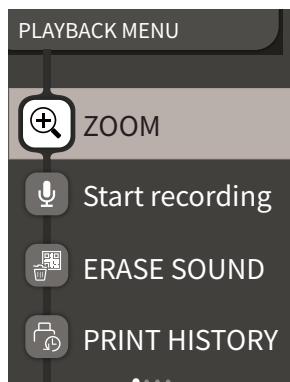 PLAYBACK MENU
ZOOM
Start recording
ERASE SOUND
PRINT HISTORY